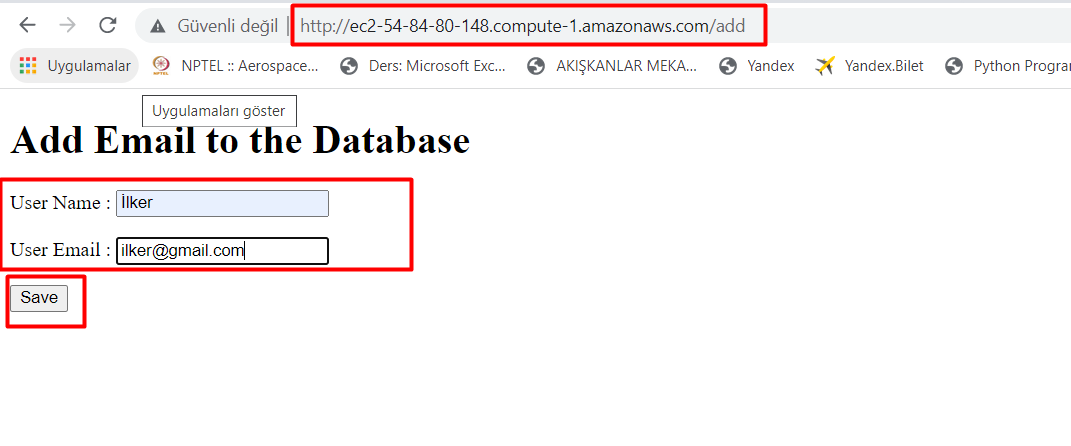 Güvenli değil | http://ec2-54-84-80-148.compute-1.amazonaws.com/add
Uygulamalar NPTEL :: Aerospace... Ders: Microsoft Exc... AKIŞKANLAR MEKA... Yandex Yandex.Bilet Python Progra
Uygulamaları göster
Add Email to the Database
User Name : İlker
User Email : ilker@gmail.com
Save